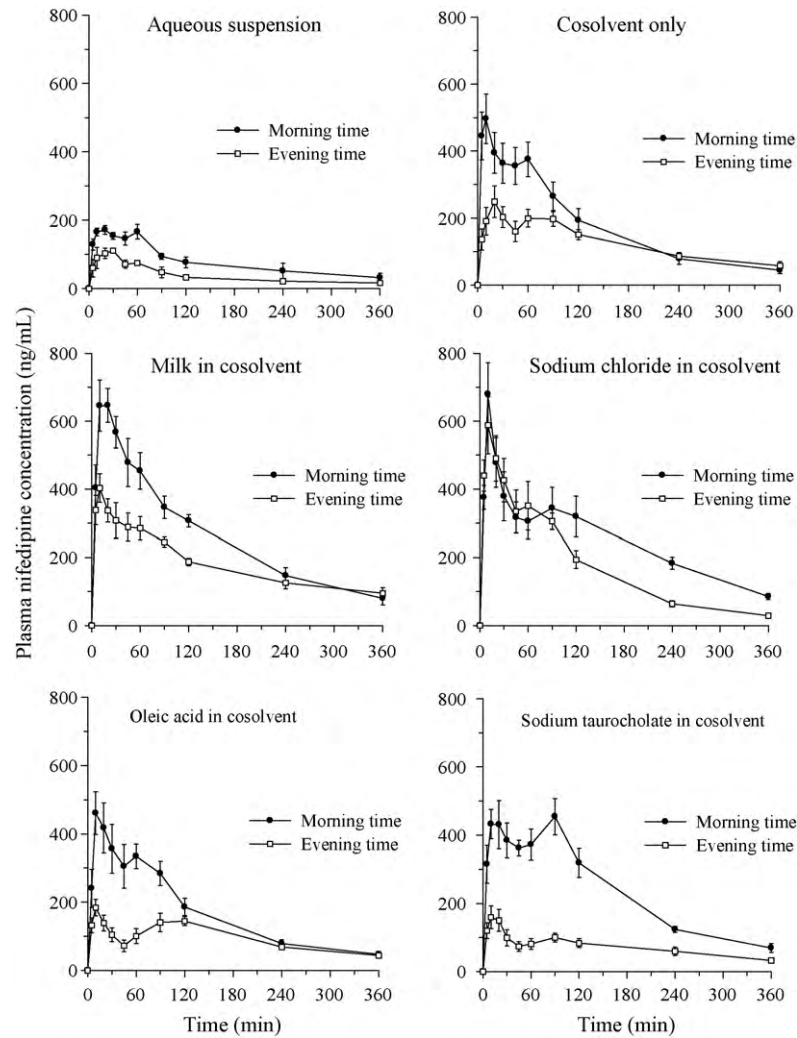 Aqueous suspension
Cosolvent only
800
600
400
200
0
Morning time
Evening time
0 60 120 180 240 300 360
800
600
400
200
0
Morning time
Evening time
0 60 120 180 240 300 360
Plasma nifedipine concentration (ng/mL)
Milk in cosolvent
Sodium chloride in cosolvent
800
600
400
200
0
Morning time
Evening time
0 60 120 180 240 300 360
800
600
400
200
0
Morning time
Evening time
0 60 120 180 240 300 360
Oleic acid in cosolvent
Sodium taurocholate in cosolvent
800
600
400
200
0
Morning time
Evening time
0 60 120 180 240 300 360
Time (min)
800
600
400
200
0
Morning time
Evening time
0 60 120 180 240 300 360
Time (min)